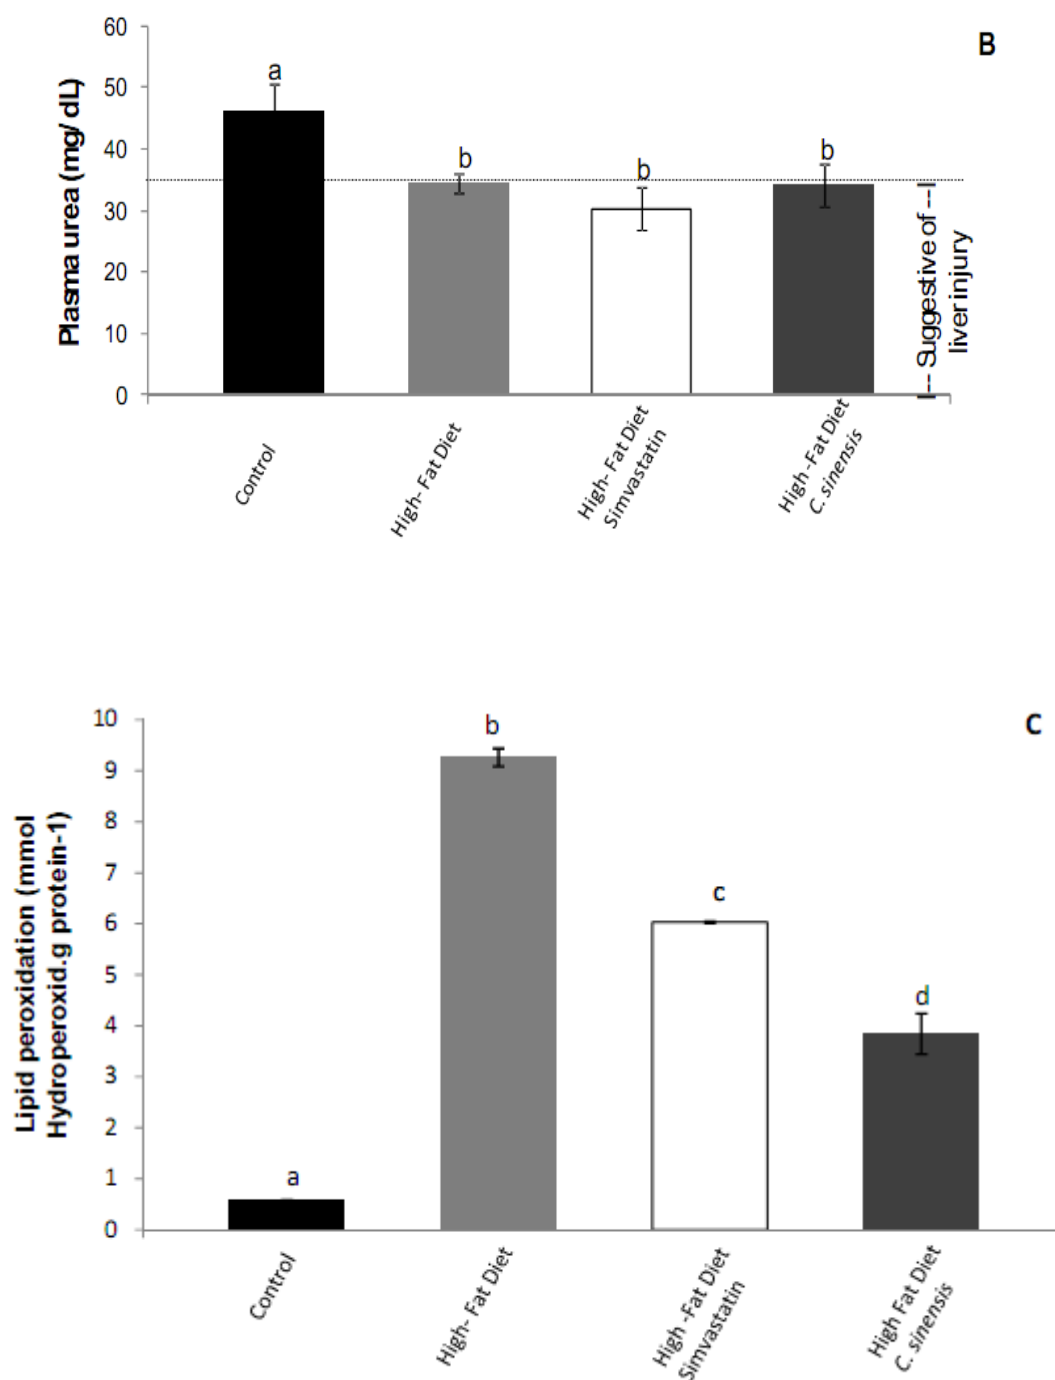 B
Plasma urea (mg/ dL)
60
50
40
30
20
10
0
a
b
b
b
I-- Suggestive of --I
liver injury
Control
High- Fat Diet
High- Fat Diet
Simvastatin
High -Fat Diet
C. sinensis
C
Lipid peroxidation (mmol
Hydroperoxid.g protein-1)
10
9
8
7
6
5
4
3
2
1
0
a
b
c
d
Control
High- Fat Diet
High -Fat Diet
Simvastatin
High Fat Diet
C. sinensis